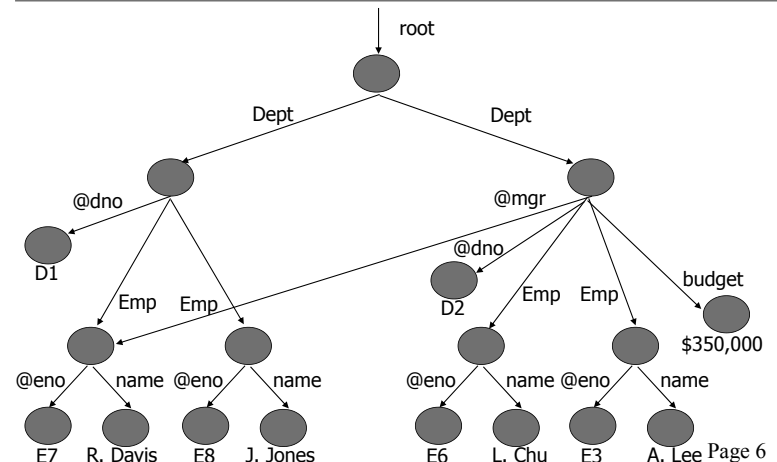 root
Dept
Dept
@dno
@mgr
@dno
D1
budget
D2
Emp
Emp
Emp
Emp
$350,000
@eno
name
@eno
name
@eno
name
@eno
name
E7
R. Davis
E8
J. Jones
E6
L. Chu
E3
A. Lee
Page 6